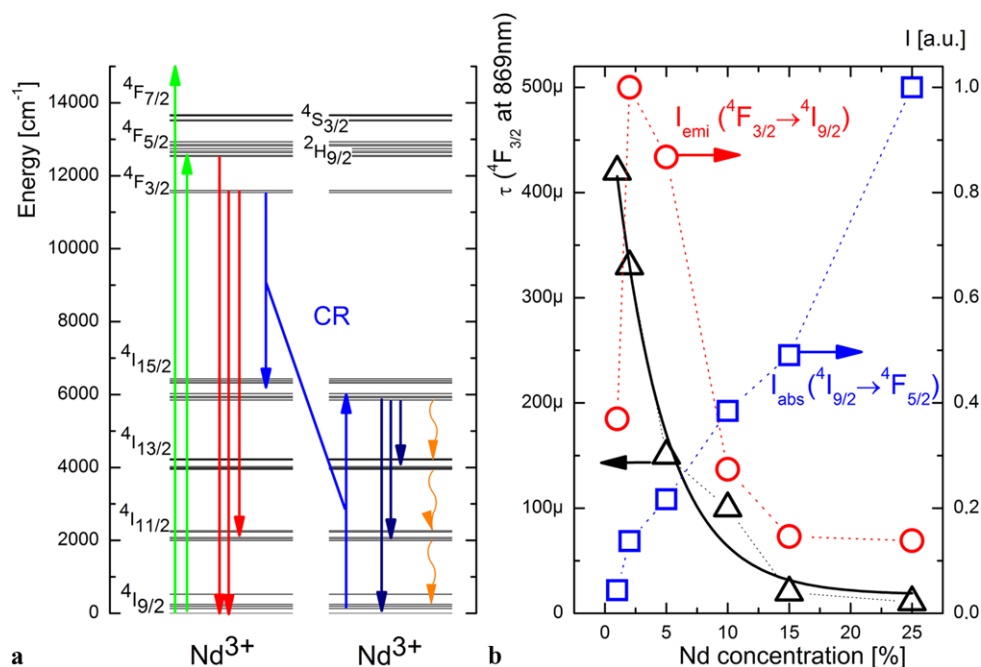 Energy [cm⁻¹]
14000
12000
10000
8000
6000
4000
2000
0
⁴F₇/₂
⁴F₅/₂
⁴F₃/₂
⁴I₁₅/₂
⁴I₁₃/₂
⁴I₁₁/₂
⁴I₉/₂
⁴S₃/₂
²H₉/₂
CR
Nd³⁺
Nd³⁺
a
I [a.u.]
τ (⁴F₃/₂ at 869nm)
500µ
400µ
300µ
200µ
100µ
0
1.0
0.8
0.6
0.4
0.2
0.0
I_emi (⁴F₃/₂→⁴I₉/₂)
I_abs (⁴I₉/₂→⁴F₅/₂)
0 5 10 15 20 25
Nd concentration [%]
b